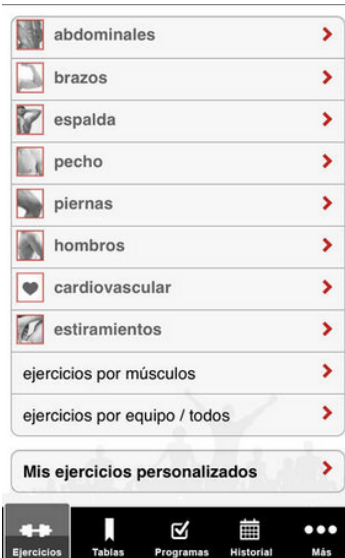 abdominales
brazos
espalda
pecho
piernas
hombros
cardiovascular
estiramientos
ejercicios por músculos
ejercicios por equipo / todos
Mis ejercicios personalizados
Ejercicios Tablas Programas Historial Más